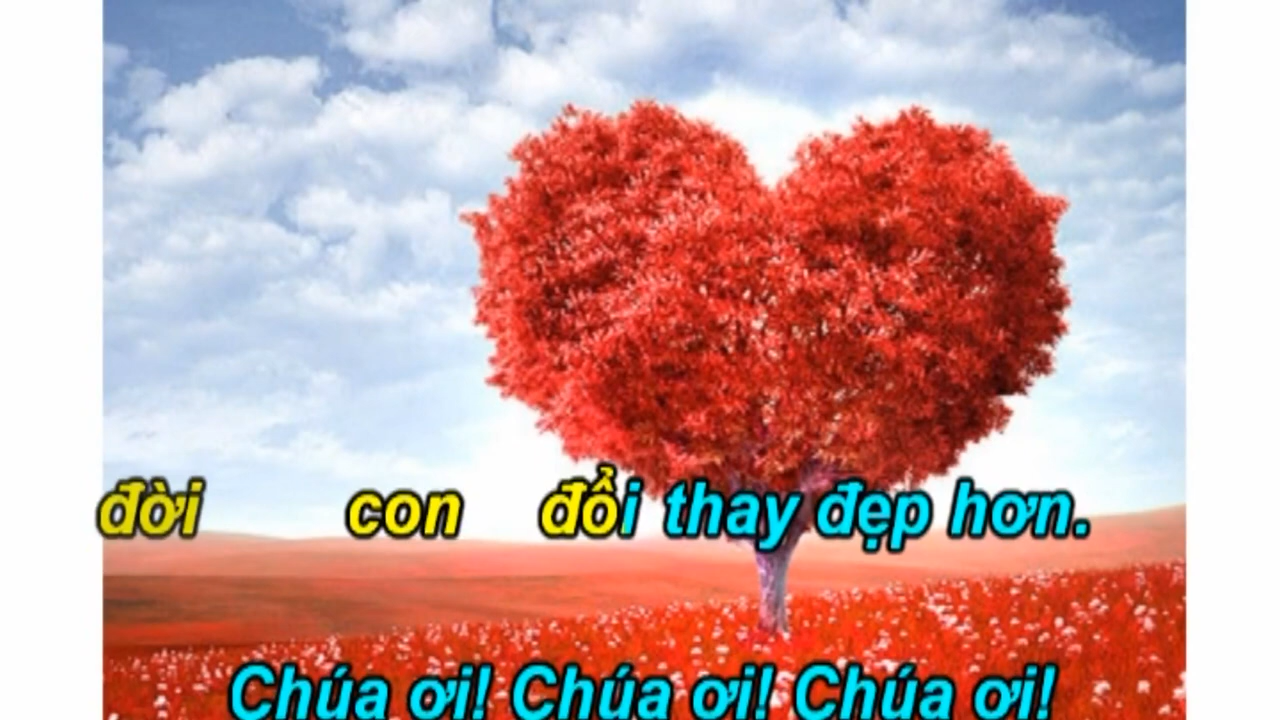 đời con đổi thay đẹp hơn.
Chúa ơi! Chúa ơi! Chúa ơi!